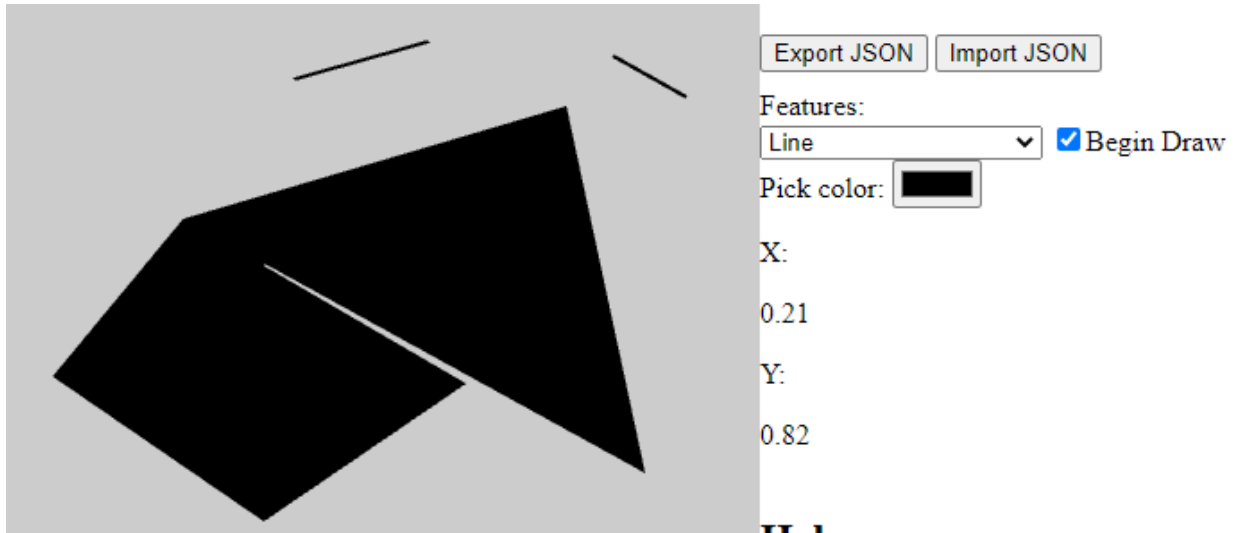 Export JSON Import JSON
Features:
Line Begin Draw
Pick color:
X:
0.21
Y:
0.82